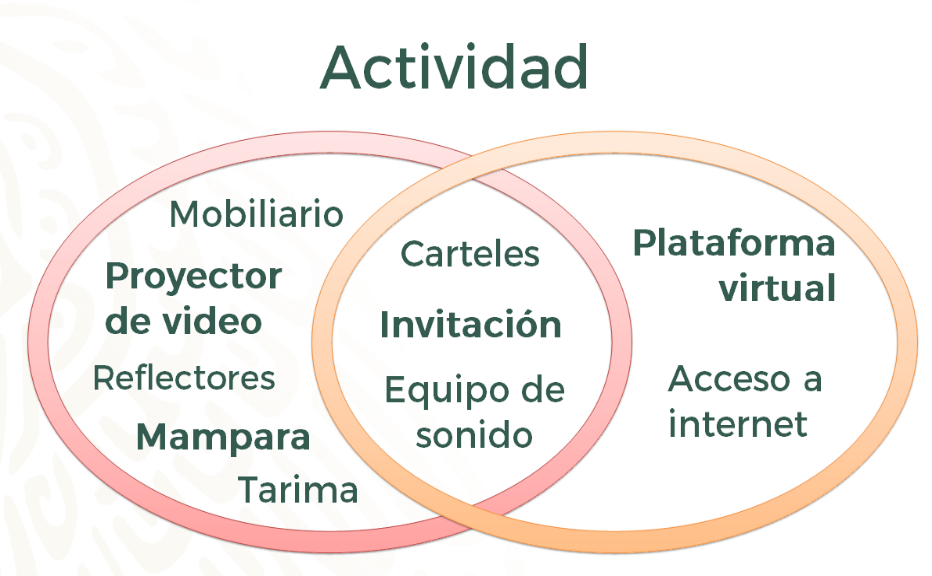 Actividad
Mobiliario
Proyector
de video
Reflectores
Mampara
Tarima
Carteles
Invitación
Equipo de
sonido
Plataforma
virtual
Acceso a
internet